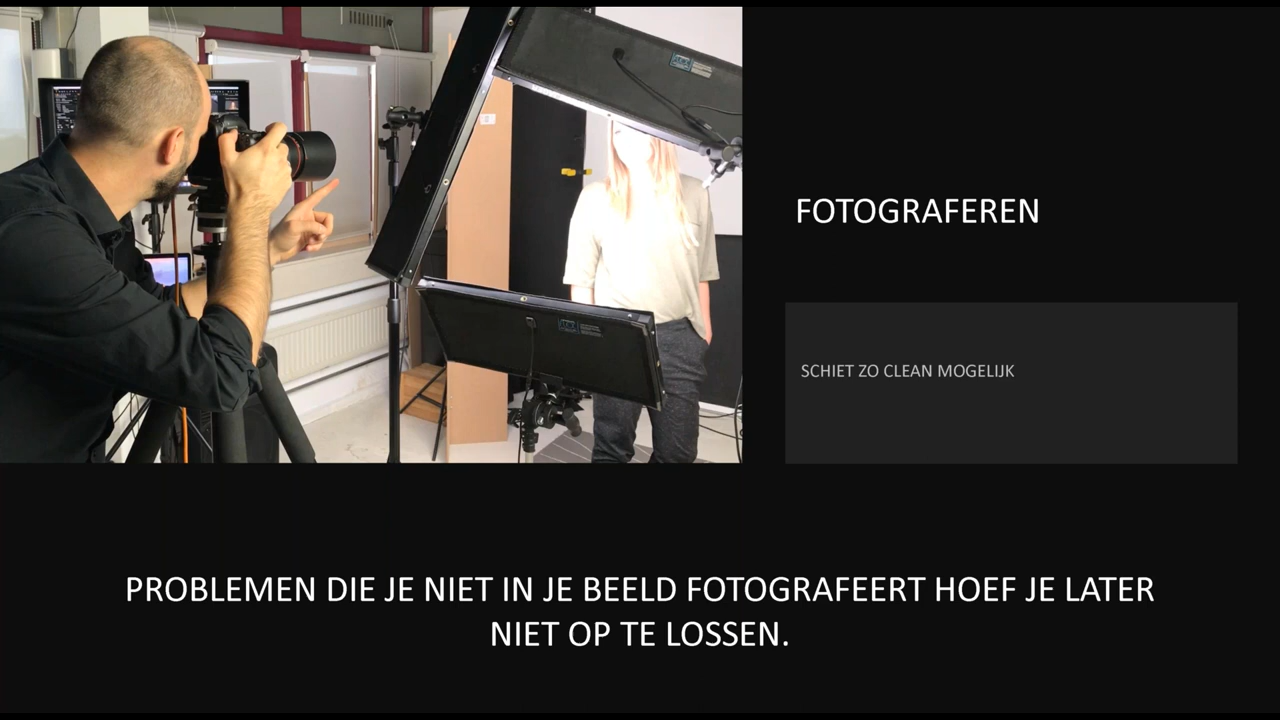 FOTOGRAFEREN
SCHIET ZO CLEAN MOGELIJK
PROBLEMEN DIE JE NIET IN JE BEELD FOTOGRAFEERT HOEF JE LATER
NIET OP TE LOSSEN.